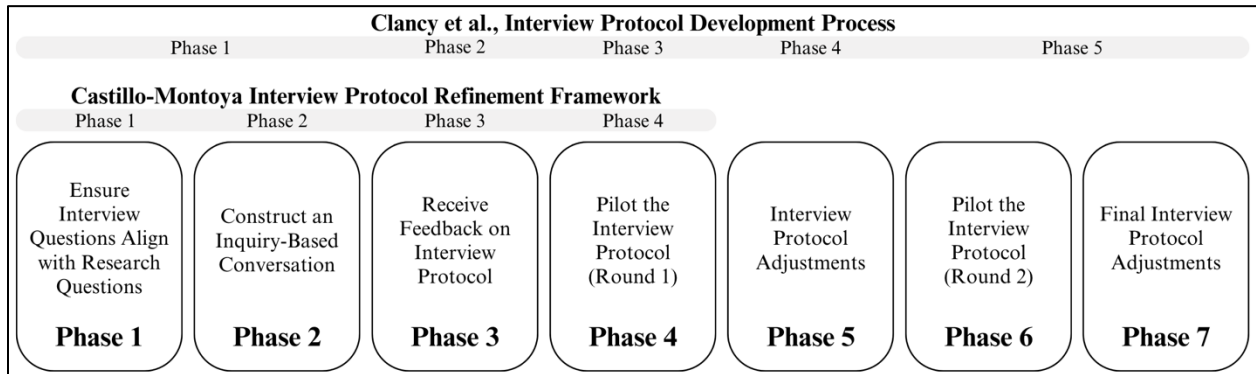 Clancy et al., Interview Protocol Development Process
Phase 1 Phase 2 Phase 3 Phase 4 Phase 5
Castillo-Montoya Interview Protocol Refinement Framework
Phase 1 Phase 2 Phase 3 Phase 4
Ensure
Interview
Questions Align
with Research
Questions
Phase 1
Construct an
Inquiry-Based
Conversation
Phase 2
Receive
Feedback on
Interview
Protocol
Phase 3
Pilot the
Interview
Protocol
(Round 1)
Phase 4
Interview
Protocol
Adjustments
Phase 5
Pilot the
Interview
Protocol
(Round 2)
Phase 6
Final Interview
Protocol
Adjustments
Phase 7